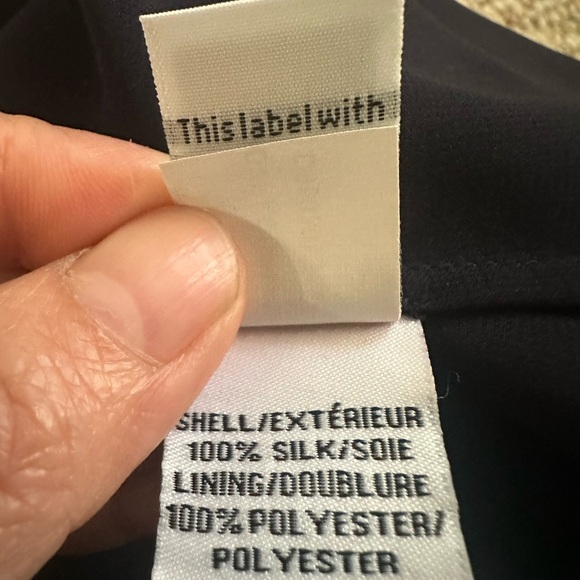 This label with
SHELL/EXTÉRIEUR
100% SILK/SOIE
LINING/DOUBLURE
100% POLYESTER/
POLYESTER